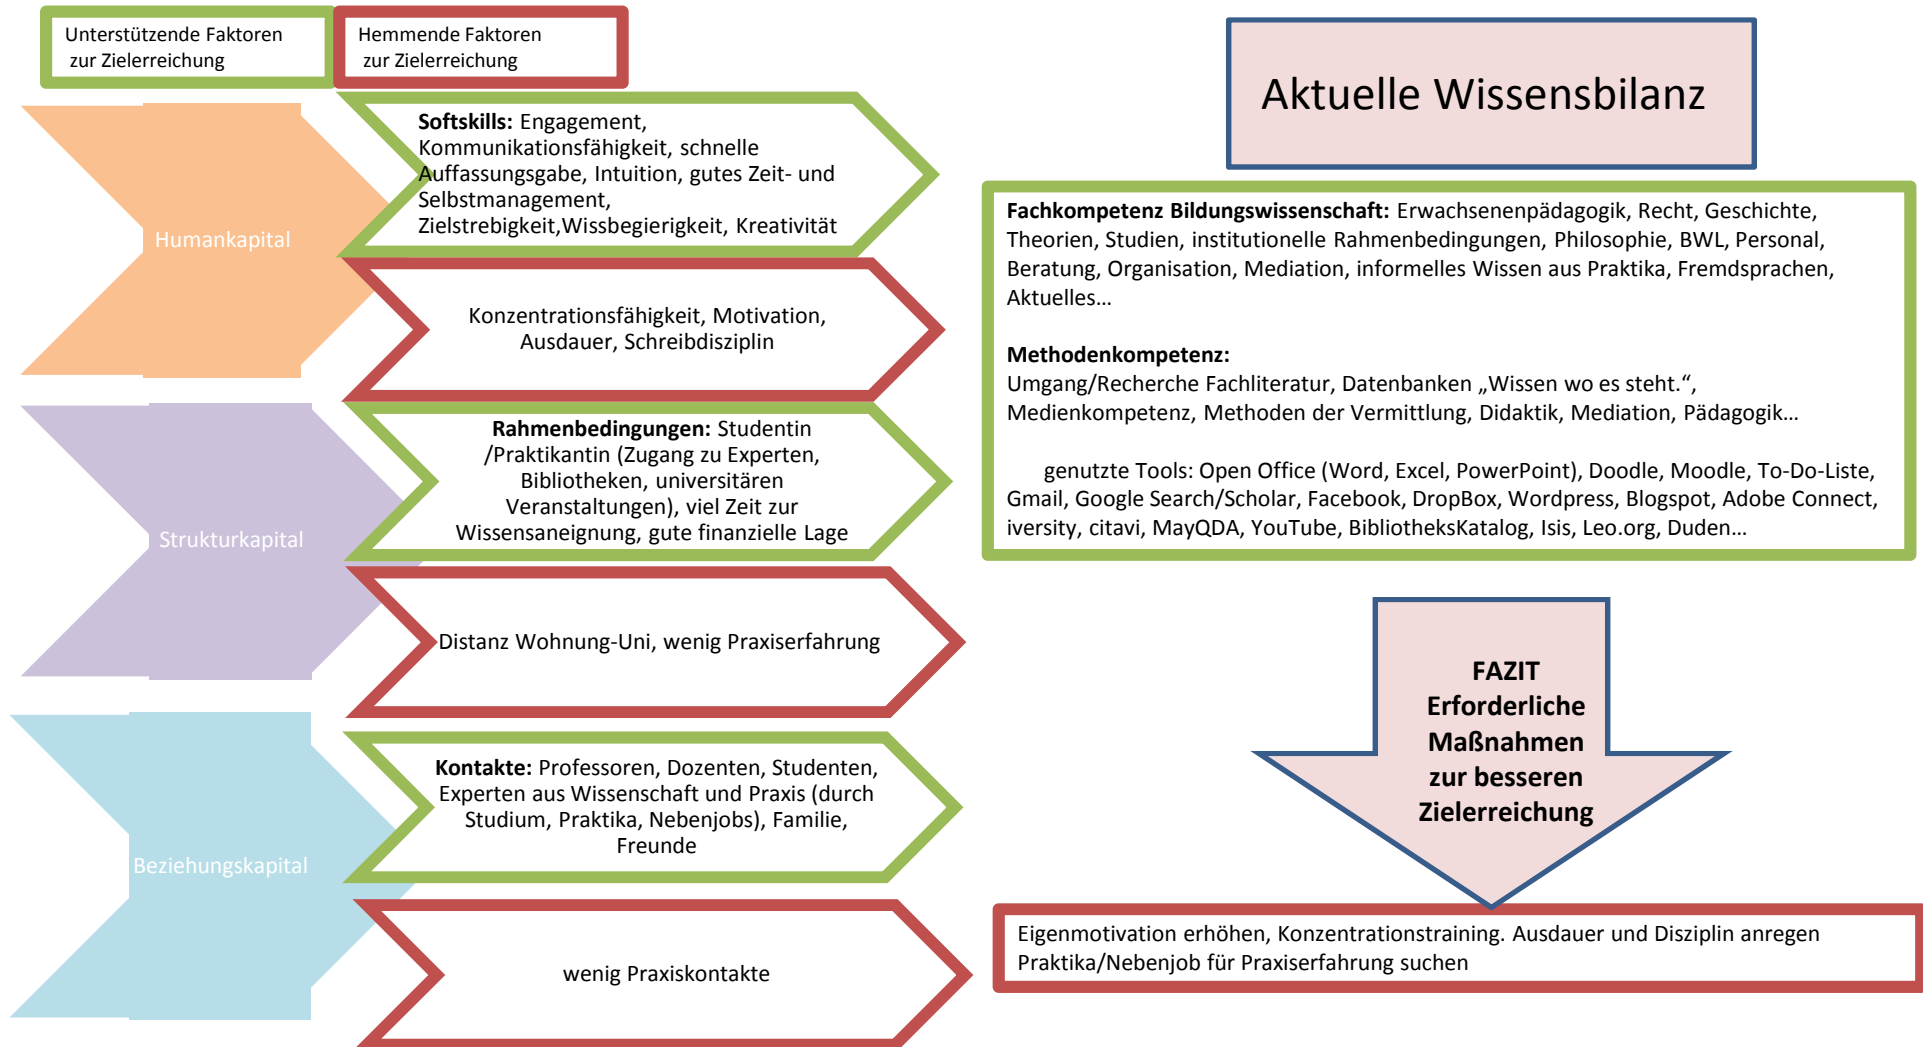 Unterstützende Faktoren
zur Zielerreichung
Hemmende Faktoren
zur Zielerreichung
Aktuelle Wissensbilanz
Humankapital
Softskills: Engagement,
Kommunikationsfähigkeit, schnelle
Auffassungsgabe, Intuition, gutes Zeit- und
Selbstmanagement,
Zielstrebigkeit,Wissbegierigkeit, Kreativität
Konzentrationsfähigkeit, Motivation,
Ausdauer, Schreibdisziplin
Strukturkapital
Rahmenbedingungen: Studentin
/Praktikantin (Zugang zu Experten,
Bibliotheken, universitären
Veranstaltungen), viel Zeit zur
Wissensaneignung, gute finanzielle Lage
Distanz Wohnung-Uni, wenig Praxiserfahrung
Beziehungskapital
Kontakte: Professoren, Dozenten, Studenten,
Experten aus Wissenschaft und Praxis (durch
Studium, Praktika, Nebenjobs), Familie,
Freunde
wenig Praxiskontakte
Fachkompetenz Bildungswissenschaft: Erwachsenenpädagogik, Recht, Geschichte,
Theorien, Studien, institutionelle Rahmenbedingungen, Philosophie, BWL, Personal,
Beratung, Organisation, Mediation, informelles Wissen aus Praktika, Fremdsprachen,
Aktuelles…
Methodenkompetenz:
Umgang/Recherche Fachliteratur, Datenbanken „Wissen wo es steht.“,
Medienkompetenz, Methoden der Vermittlung, Didaktik, Mediation, Pädagogik…
genutzte Tools: Open Office (Word, Excel, PowerPoint), Doodle, Moodle, To-Do-Liste,
Gmail, Google Search/Scholar, Facebook, DropBox, Wordpress, Blogspot, Adobe Connect,
iversity, citavi, MayQDA, YouTube, BibliotheksKatalog, Isis, Leo.org, Duden…
FAZIT
Erforderliche
Maßnahmen
zur besseren
Zielerreichung
Eigenmotivation erhöhen, Konzentrationstraining. Ausdauer und Disziplin anregen
Praktika/Nebenjob für Praxiserfahrung suchen